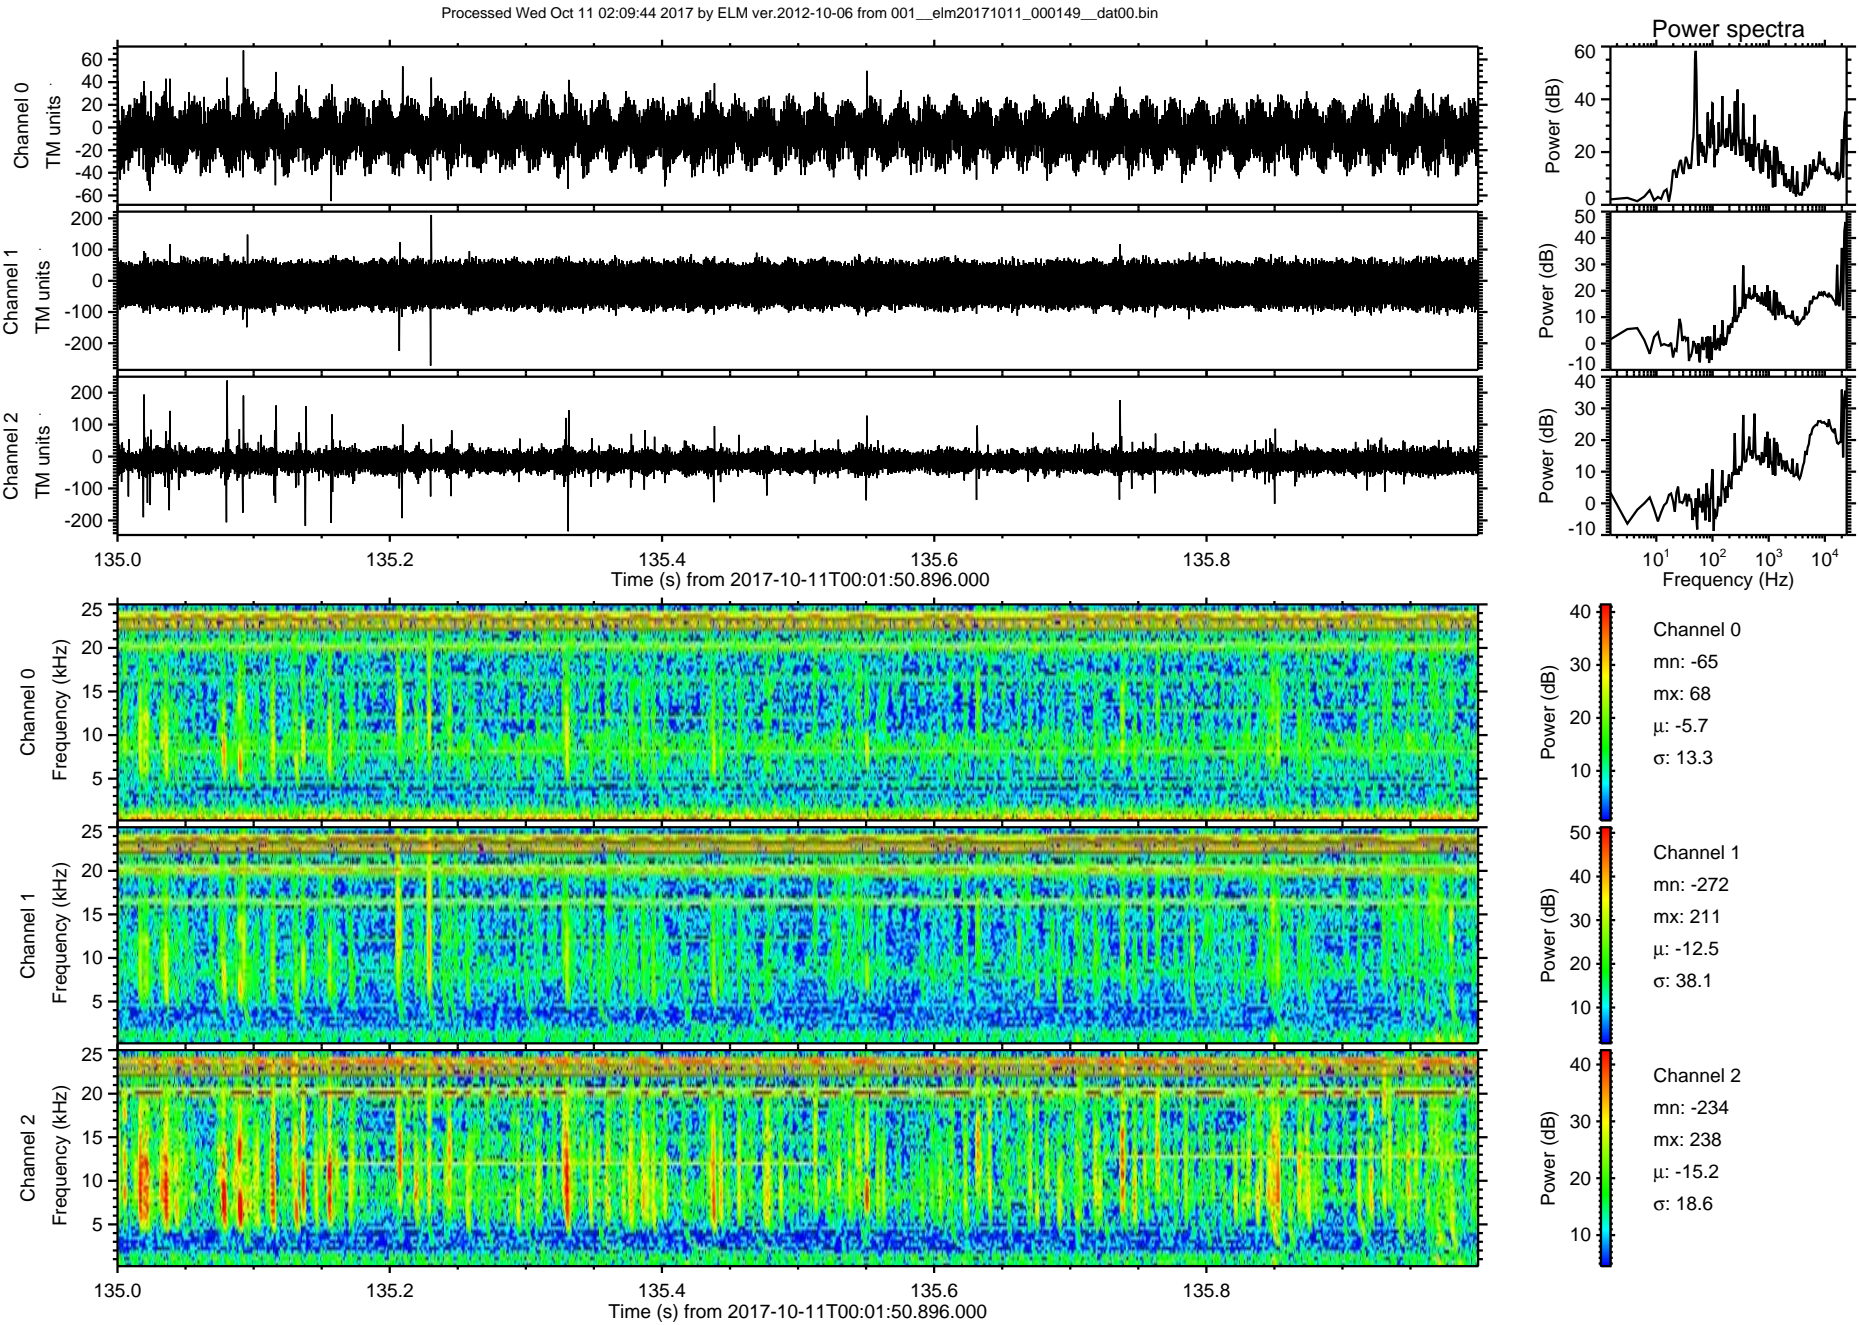 Processed Wed Oct 11 02:09:44 2017 by ELM ver.2012-10-06 from 001__elm20171011_000149__dat00.bin
Power spectra
Channel 0
TM units
60
40
20
0
-20
-40
-60
Power (dB)
60
40
20
0
Channel 1
TM units
200
100
0
-100
-200
Power (dB)
50
40
30
20
10
0
-10
Channel 2
TM units
200
100
0
-100
-200
Power (dB)
40
30
20
10
0
-10
135.0 135.2 135.4 135.6 135.8
Time (s) from 2017-10-11T00:01:50.896.000
10¹ 10² 10³ 10⁴
Frequency (Hz)
Channel 0
Frequency (kHz)
25
20
15
10
5
Power (dB)
40
30
20
10
Channel 0
mn: -65
mx: 68
μ: -5.7
σ: 13.3
Channel 1
Frequency (kHz)
25
20
15
10
5
Power (dB)
50
40
30
20
10
Channel 1
mn: -272
mx: 211
μ: -12.5
σ: 38.1
Channel 2
Frequency (kHz)
25
20
15
10
5
Power (dB)
40
30
20
10
Channel 2
mn: -234
mx: 238
μ: -15.2
σ: 18.6
135.0 135.2 135.4 135.6 135.8
Time (s) from 2017-10-11T00:01:50.896.000